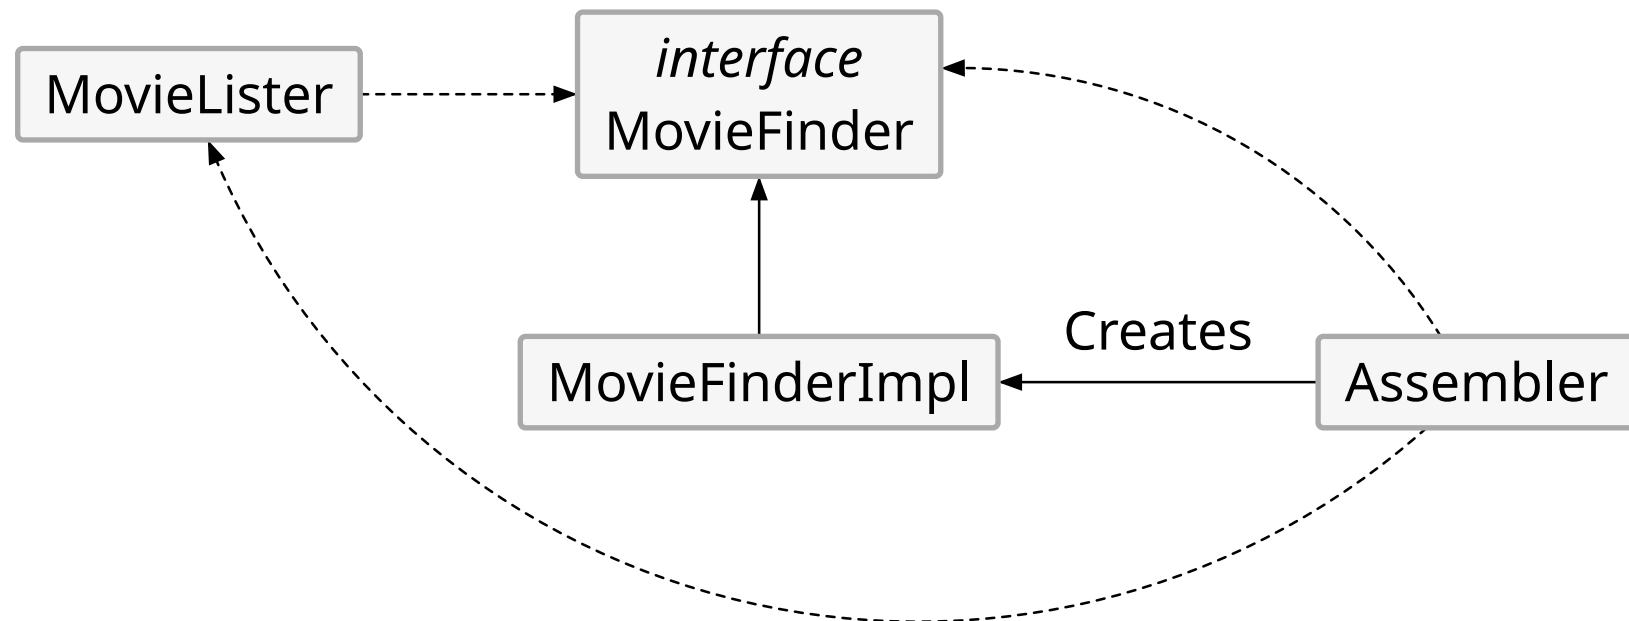 MovieLister
interface
MovieFinder
Creates
MovieFinderImpl
Assembler